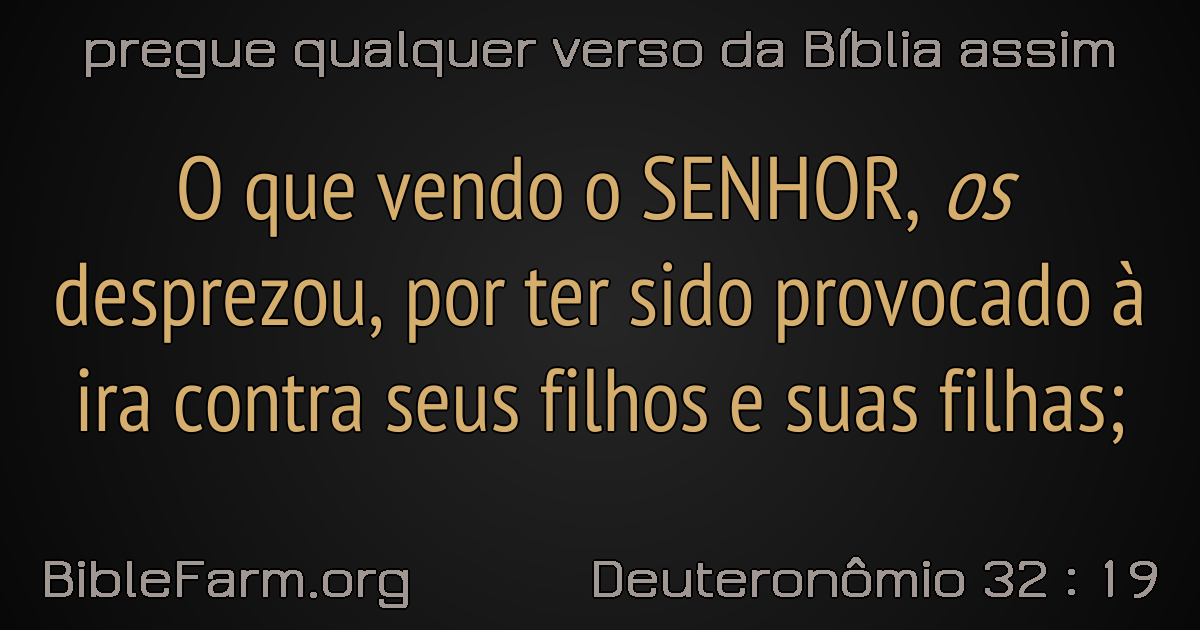 pregue qualquer verso da Bíblia assim
O que vendo o SENHOR, os
desprezou, por ter sido provocado à
ira contra seus filhos e suas filhas;
BibleFarm.org
Deuteronômio 32 : 19